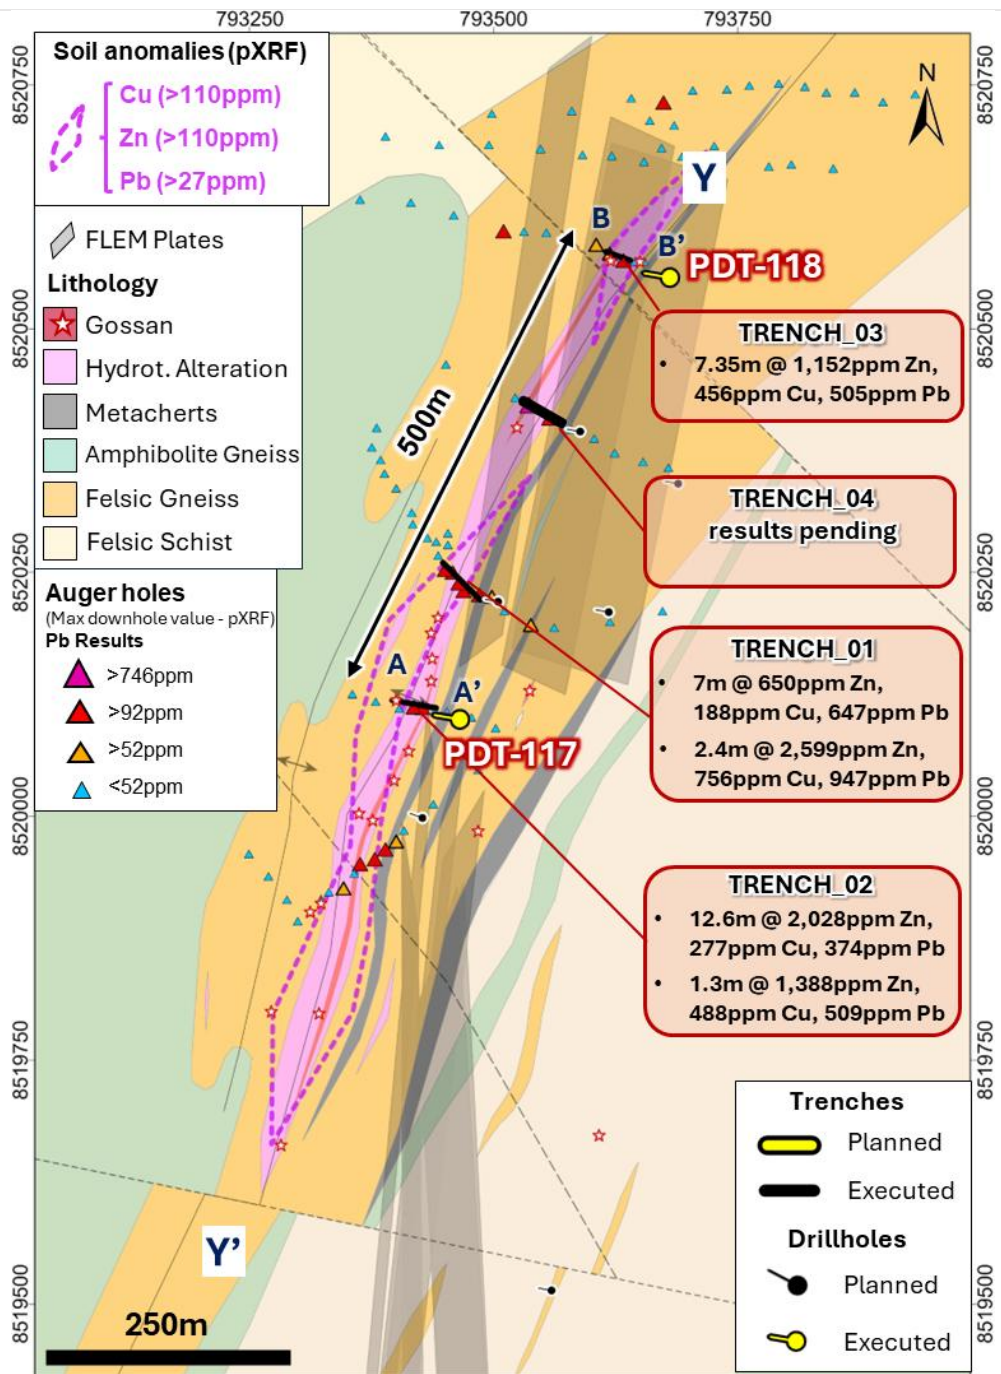 793250
793500
793750
8520750
8520500
8520250
8520000
8519750
8519500
8520750
8520500
8520250
8520000
8519750
8519500
Soil anomalies (pXRF)
Cu (>110ppm)
Zn (>110ppm)
Pb (>27ppm)
FLEM Plates
Lithology
Gossan
Hydrot. Alteration
Metacherts
Amphibolite Gneiss
Felsic Gneiss
Felsic Schist
Auger holes
(Max downhole value - pXRF)
Pb Results
>746ppm
>92ppm
>52ppm
<52ppm
N
Y
B
B'
PDT-118
500m
A
A'
PDT-117
Y'
250m
TRENCH_03
• 7.35m @ 1,152ppm Zn,
456ppm Cu, 505ppm Pb
TRENCH_04
results pending
TRENCH_01
• 7m @ 650ppm Zn,
188ppm Cu, 647ppm Pb
• 2.4m @ 2,599ppm Zn,
756ppm Cu, 947ppm Pb
TRENCH_02
• 12.6m @ 2,028ppm Zn,
277ppm Cu, 374ppm Pb
• 1.3m @ 1,388ppm Zn,
488ppm Cu, 509ppm Pb
Trenches
Planned
Executed
Drillholes
Planned
Executed